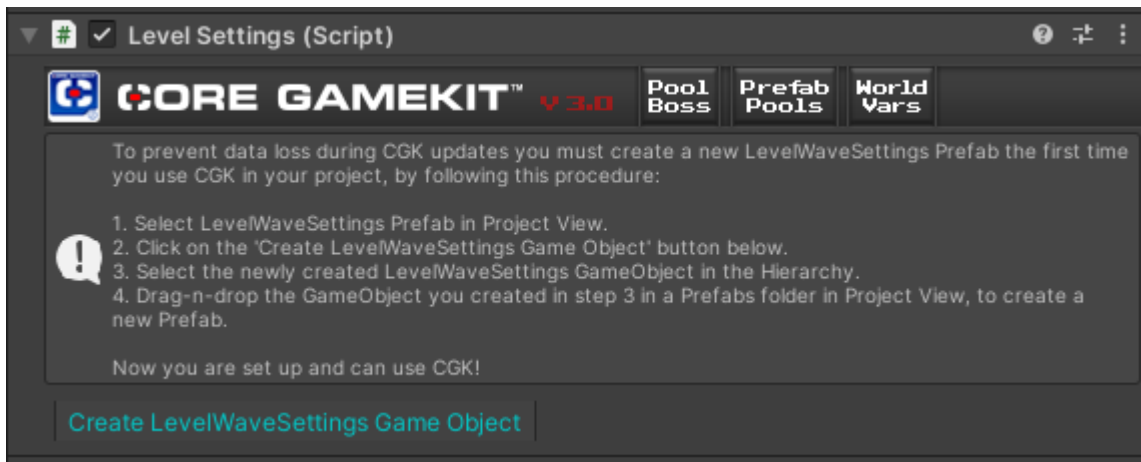 Level Settings (Script)
CORE GAMEKIT™ V 3.0
Pool Boss
Prefab Pools
World Vars
To prevent data loss during CGK updates you must create a new LevelWaveSettings Prefab the first time
you use CGK in your project, by following this procedure:
1. Select LevelWaveSettings Prefab in Project View.
2. Click on the 'Create LevelWaveSettings Game Object' button below.
3. Select the newly created LevelWaveSettings GameObject in the Hierarchy.
4. Drag-n-drop the GameObject you created in step 3 in a Prefabs folder in Project View, to create a
new Prefab.
Now you are set up and can use CGK!
Create LevelWaveSettings Game Object